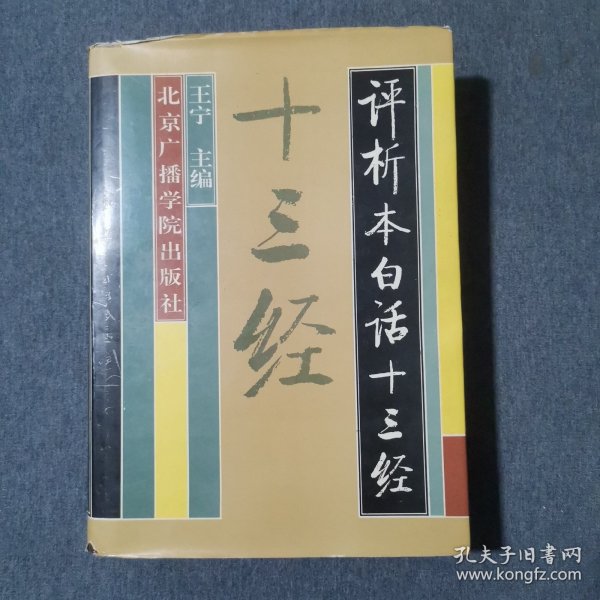 评析本白话十三经
十三经
王宁 主编
北京广播学院出版社
孔夫子旧书网
www.kongfz.com